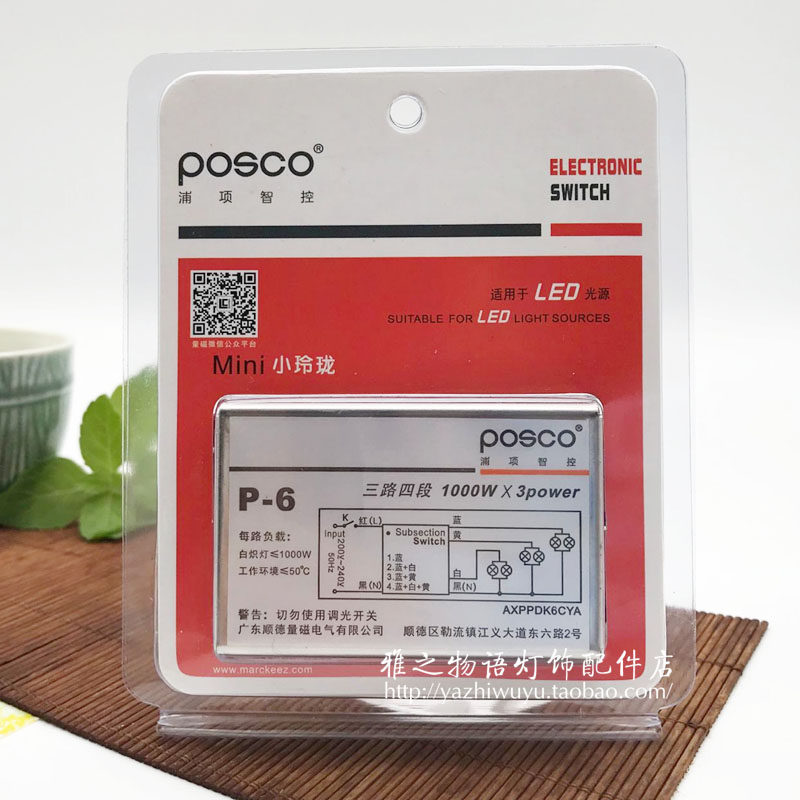 posco®
浦项智控
ELECTRONIC
SWITCH
适用于 LED 光源
SUITABLE FOR LED LIGHT SOURCES
量磁微信公众平台
Mini 小玲珑
posco®
浦项智控
P-6
三路四段 1000W X 3power
每路负载:
白炽灯≤1000W
工作环境≤50℃
K
红(L)
Input
200V~240V
50Hz
黑(N)
Subsection
Switch
1.蓝
2.蓝+白
3.蓝+黄
4.蓝+白+黄
蓝
黄
白
黑(N)
AXPPDK6CYA
警告: 切勿使用调光开关
广东顺德量磁电气有限公司
顺德区勒流镇江义大道东六路2号
www.marckeez.com
雅之物语灯饰配件店
http://yazhiwuyu.taobao.com/